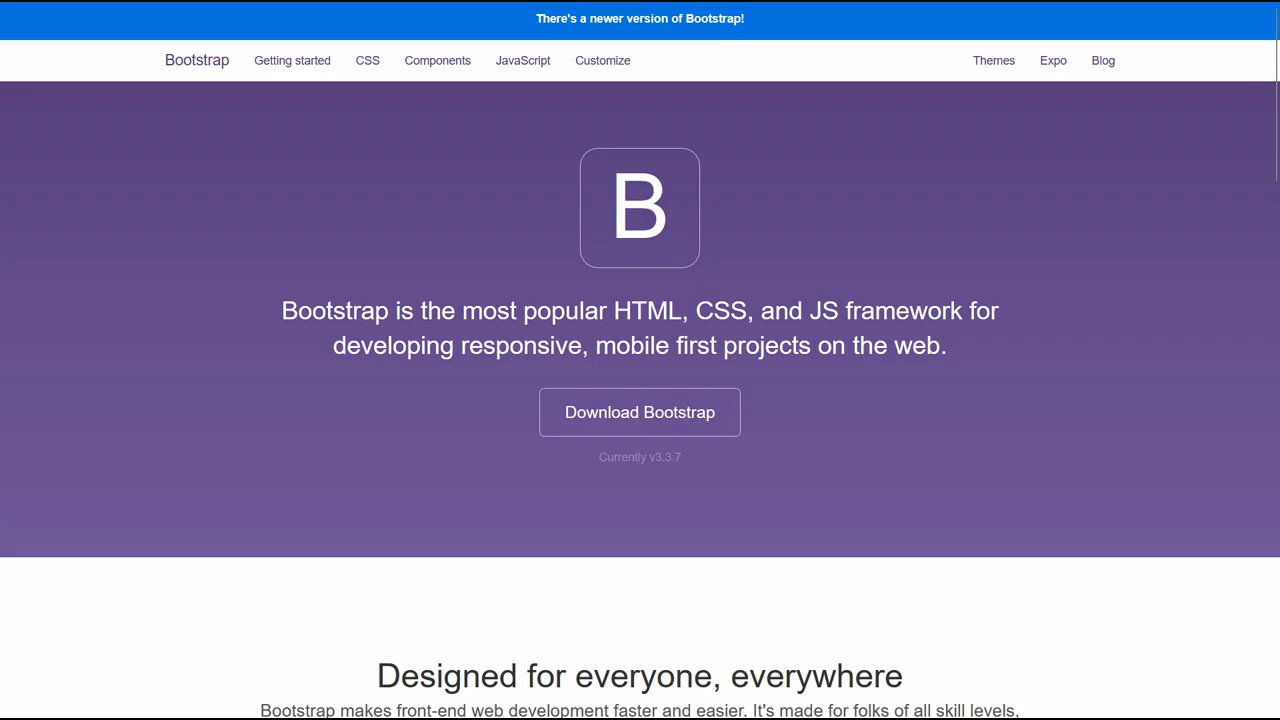 There's a newer version of Bootstrap!
Bootstrap Getting started CSS Components JavaScript Customize Themes Expo Blog
B
Bootstrap is the most popular HTML, CSS, and JS framework for
developing responsive, mobile first projects on the web.
Download Bootstrap
Currently v3.3.7
Designed for everyone, everywhere
Bootstrap makes front-end web development faster and easier. It's made for folks of all skill levels,